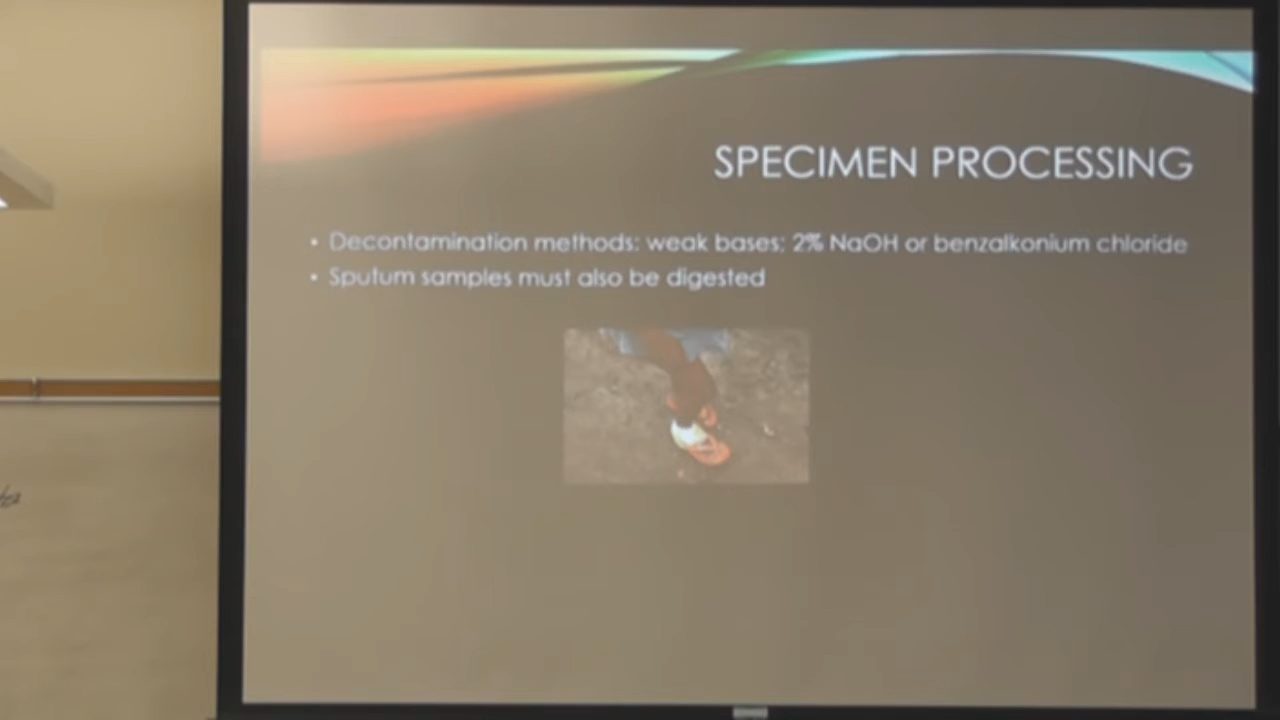 SPECIMEN PROCESSING
• Decontamination methods: weak bases; 2% NaOH or benzalkonium chloride
• Sputum samples must also be digested